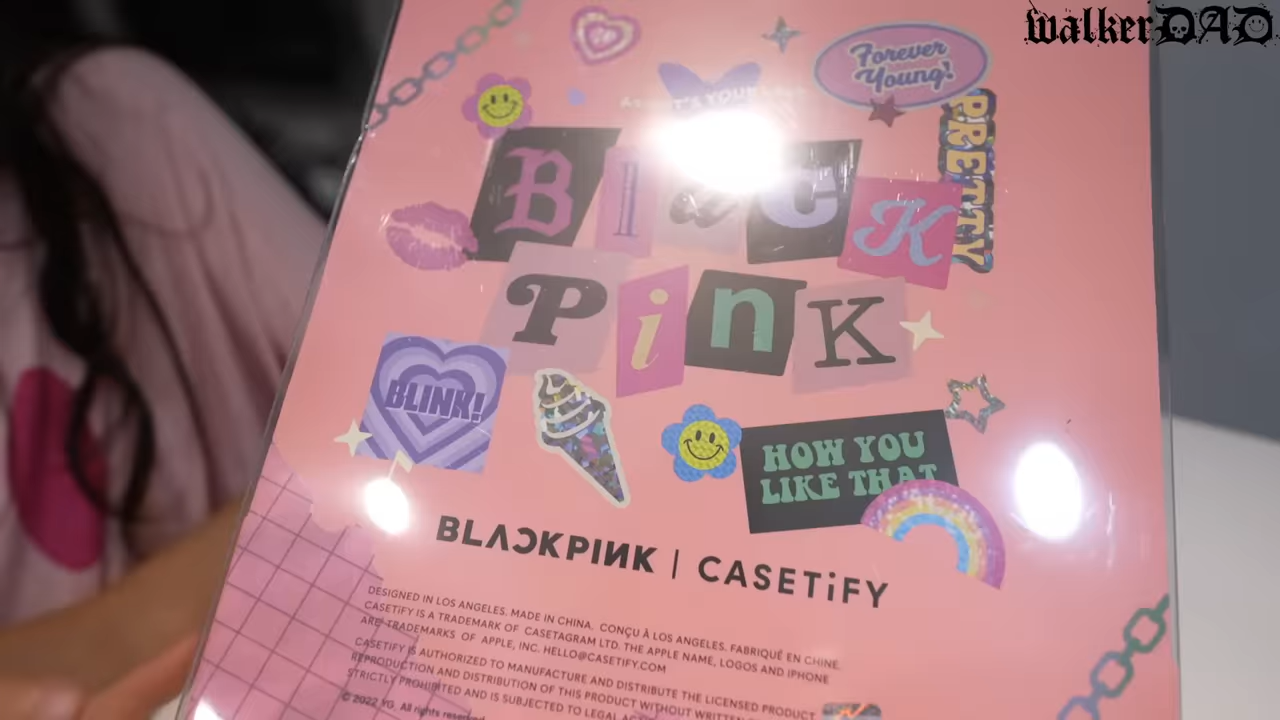 walkerDAD
Forever
Young!
PRETTY
BlacK
PinK
BLINK!
HOW YOU
LIKE THAT
BLACKPINK | CASETiFY
DESIGNED IN LOS ANGELES. MADE IN CHINA. CONÇU À LOS ANGELES. FABRIQUÉ EN CHINE.
CASETiFY IS A TRADEMARK OF CASETAGRAM LTD. THE APPLE NAME, LOGOS AND IPHONE
ARE TRADEMARKS OF APPLE, INC. HELLO@CASETIFY.COM
CASETiFY IS AUTHORIZED TO MANUFACTURE AND DISTRIBUTE THE LICENSED PRODUCT.
REPRODUCTION AND DISTRIBUTION OF THIS PRODUCT WITHOUT WRITTEN
STRICTLY PROHIBITED AND IS SUBJECTED TO LEGAL
© 2022 YG. All rights reserved